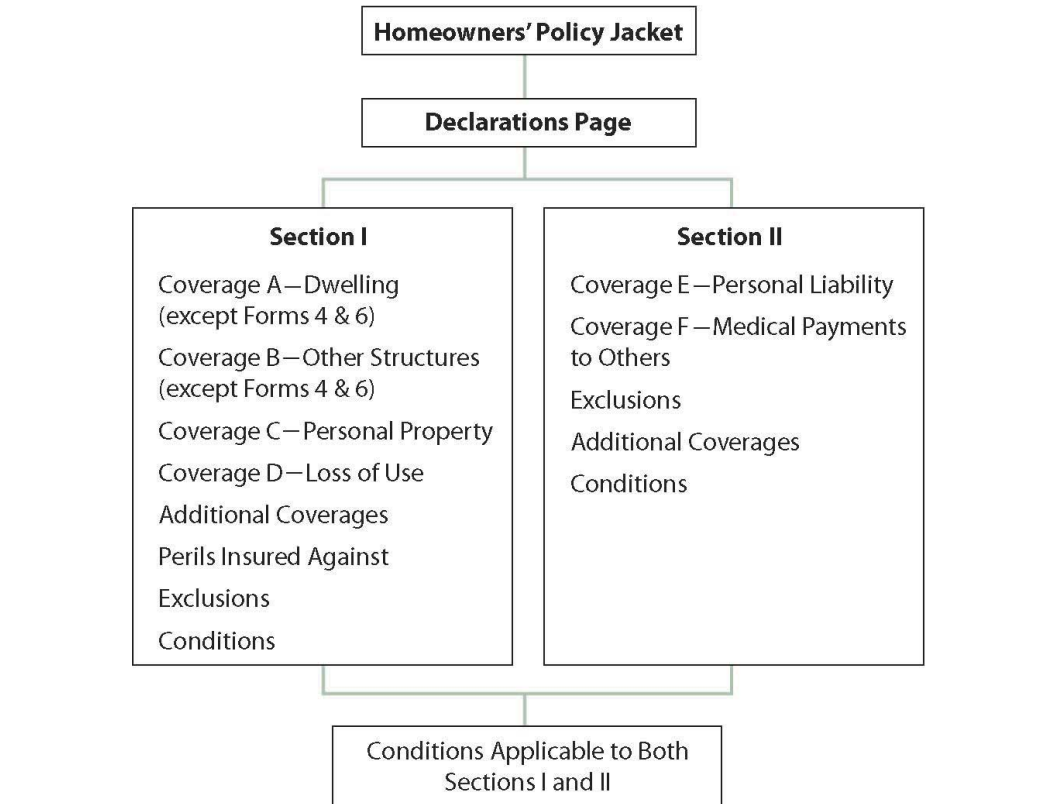 Homeowners’ Policy Jacket
Declarations Page
Section I
Coverage A—Dwelling
(except Forms 4 & 6)
Coverage B—Other Structures
(except Forms 4 & 6)
Coverage C—Personal Property
Coverage D—Loss of Use
Additional Coverages
Perils Insured Against
Exclusions
Conditions
Section II
Coverage E—Personal Liability
Coverage F—Medical Payments
to Others
Exclusions
Additional Coverages
Conditions
Conditions Applicable to Both
Sections I and II